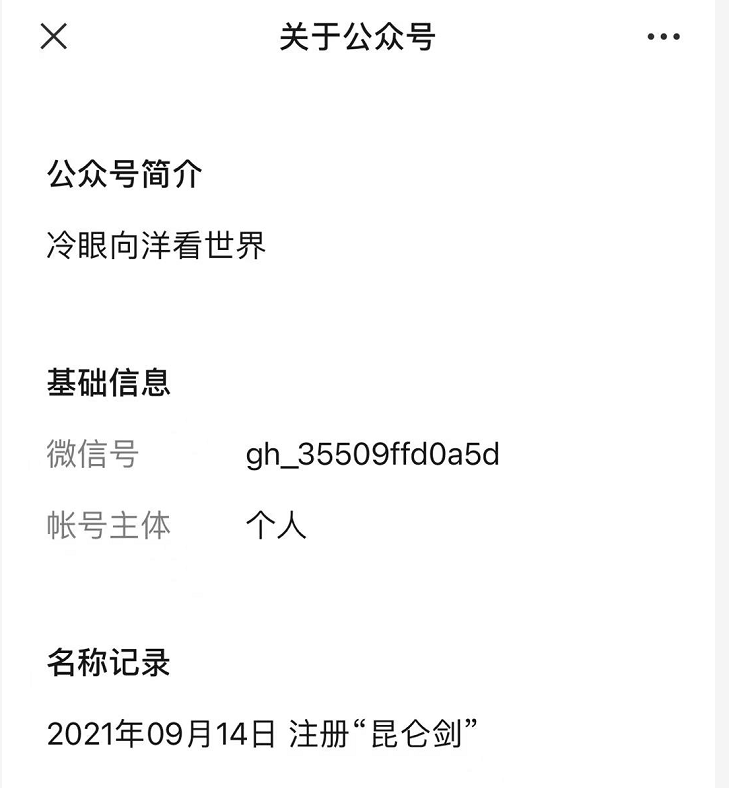 关于公众号
公众号简介
冷眼向洋看世界
基础信息
微信号 gh_35509ffd0a5d
帐号主体 个人
名称记录
2021年09月14日 注册“昆仑剑”